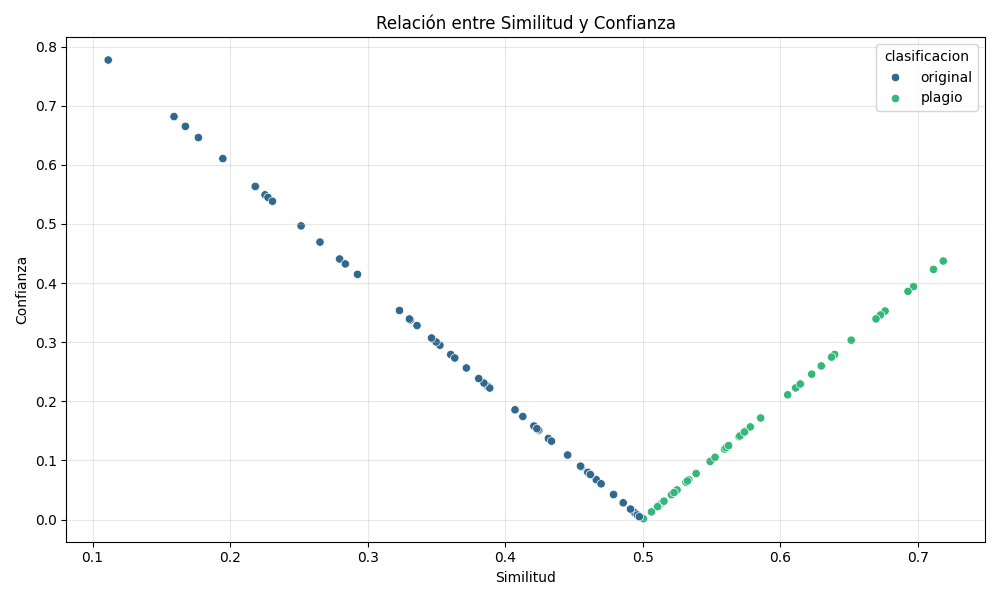 Relación entre Similitud y Confianza
clasificacion
original
plagio
Confianza
0.8
0.7
0.6
0.5
0.4
0.3
0.2
0.1
0.0
0.1 0.2 0.3 0.4 0.5 0.6 0.7
Similitud